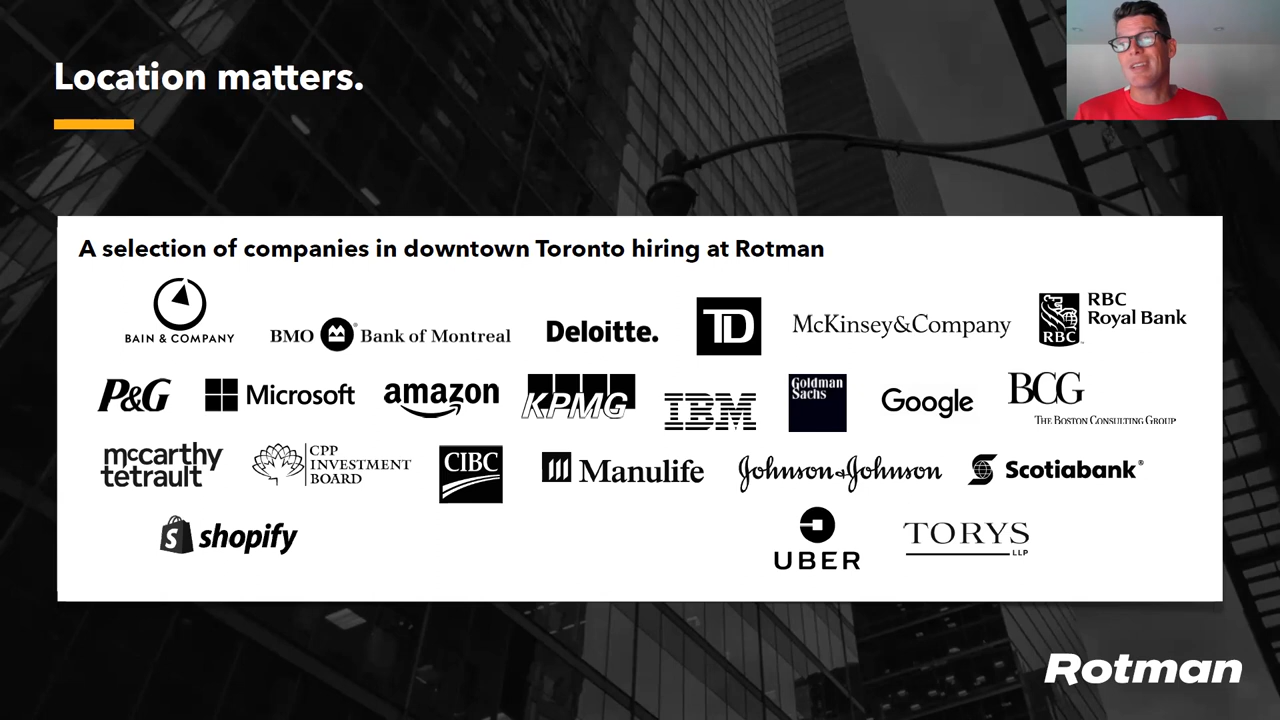 Location matters.
A selection of companies in downtown Toronto hiring at Rotman
BAIN & COMPANY
BMO Bank of Montreal®
Deloitte.
TD
McKinsey&Company
RBC
RBC
Royal Bank
P&G
Microsoft
amazon
KPMG
IBM
Goldman
Sachs
Google
BCG
THE BOSTON CONSULTING GROUP
mccarthy
tetrault
CPP
INVESTMENT
BOARD
CIBC
Manulife
Johnson&Johnson
Scotiabank®
shopify
UBER
TORYS
LLP
Rotman